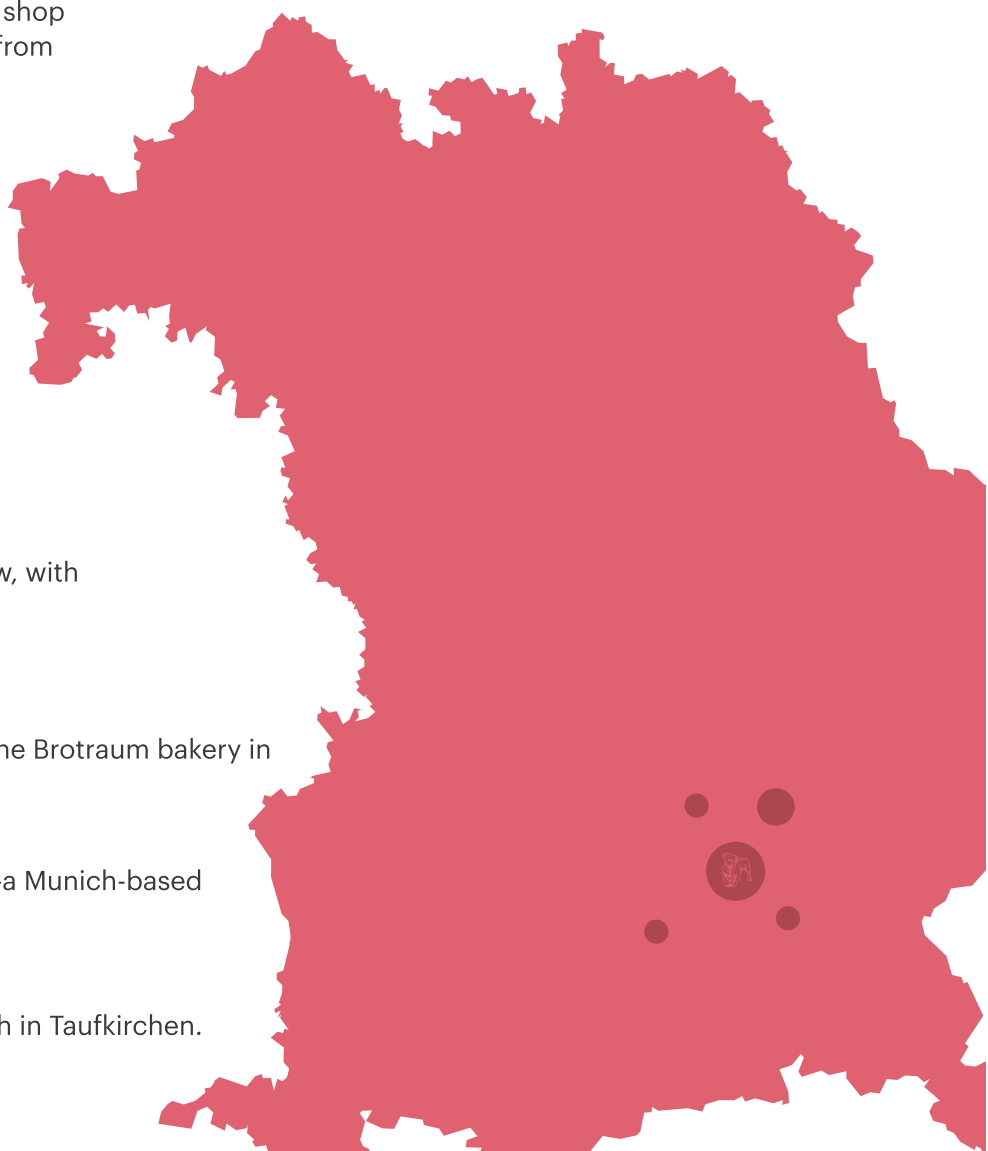 shop
from
w, with
he Brotraum bakery in
a Munich-based
h in Taufkirchen.